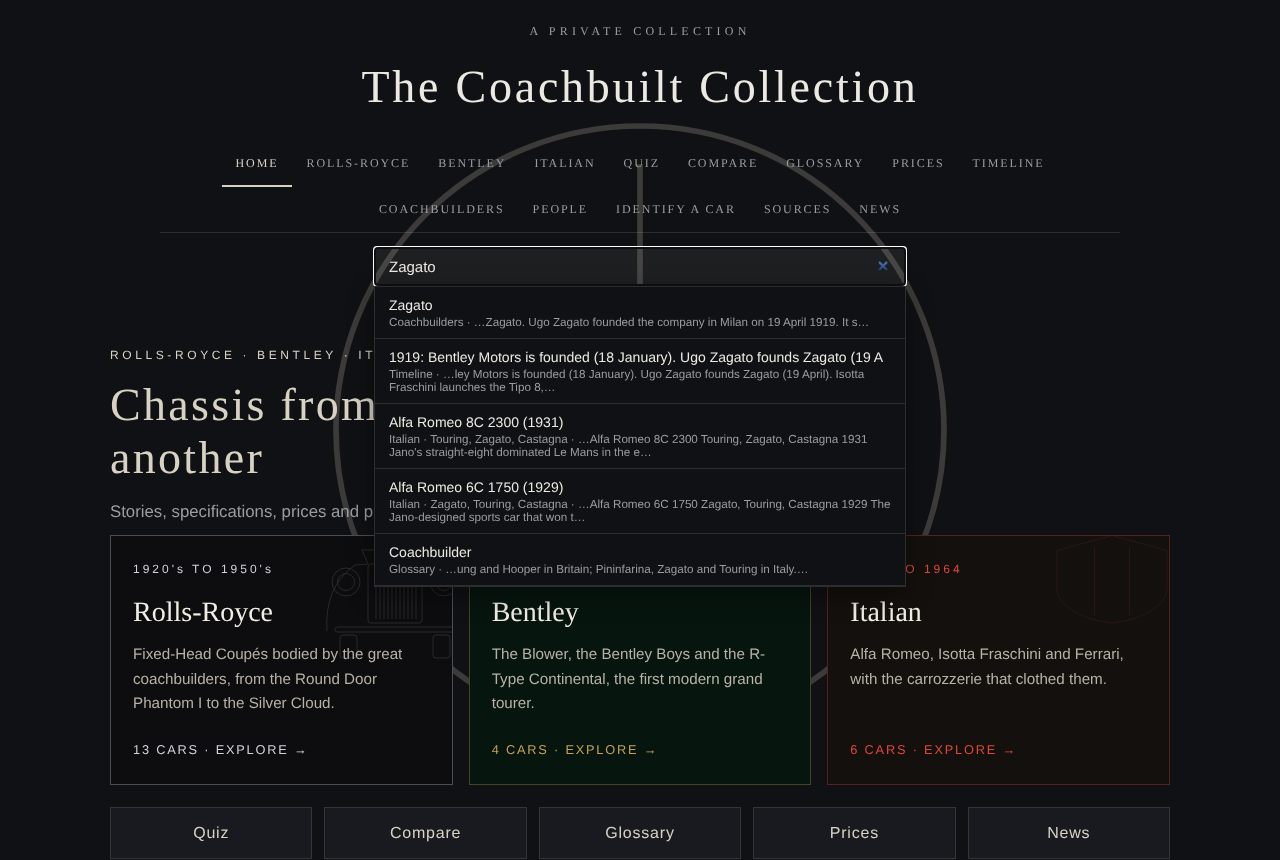 A PRIVATE COLLECTION
The Coachbuilt Collection
HOME ROLLS-ROYCE BENTLEY ITALIAN QUIZ COMPARE GLOSSARY PRICES TIMELINE
COACHBUILDERS PEOPLE IDENTIFY A CAR SOURCES NEWS
Zagato
Zagato
Coachbuilders · …Zagato. Ugo Zagato founded the company in Milan on 19 April 1919. It s…
1919: Bentley Motors is founded (18 January). Ugo Zagato founds Zagato (19 A
Timeline · …ley Motors is founded (18 January). Ugo Zagato founds Zagato (19 April). Isotta
Fraschini launches the Tipo 8,…
Alfa Romeo 8C 2300 (1931)
Italian · Touring, Zagato, Castagna · …Alfa Romeo 8C 2300 Touring, Zagato, Castagna 1931
Jano's straight-eight dominated Le Mans in the e…
Alfa Romeo 6C 1750 (1929)
Italian · Zagato, Touring, Castagna · …Alfa Romeo 6C 1750 Zagato, Touring, Castagna 1929 The
Jano-designed sports car that won t…
Coachbuilder
Glossary · …ung and Hooper in Britain; Pininfarina, Zagato and Touring in Italy.…
ROLLS-ROYCE · BENTLEY · IT
Chassis from
another
Stories, specifications, prices and p
1920's TO 1950's
Rolls-Royce
Fixed-Head Coupés bodied by the great
coachbuilders, from the Round Door
Phantom I to the Silver Cloud.
13 CARS · EXPLORE →
Bentley
The Blower, the Bentley Boys and the R-
Type Continental, the first modern grand
tourer.
4 CARS · EXPLORE →
O 1964
Italian
Alfa Romeo, Isotta Fraschini and Ferrari,
with the carrozzerie that clothed them.
6 CARS · EXPLORE →
Quiz Compare Glossary Prices News